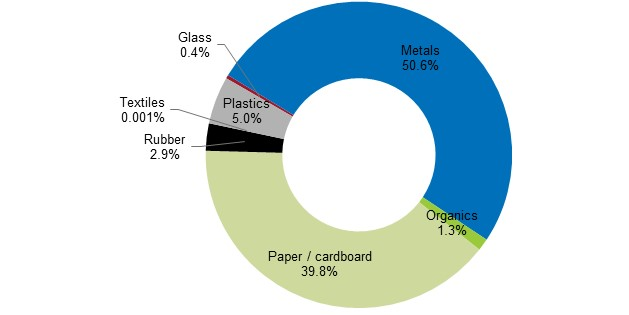 Glass
0.4%
Metals
50.6%
Textiles
0.001%
Plastics
5.0%
Rubber
2.9%
Organics
1.3%
Paper / cardboard
39.8%